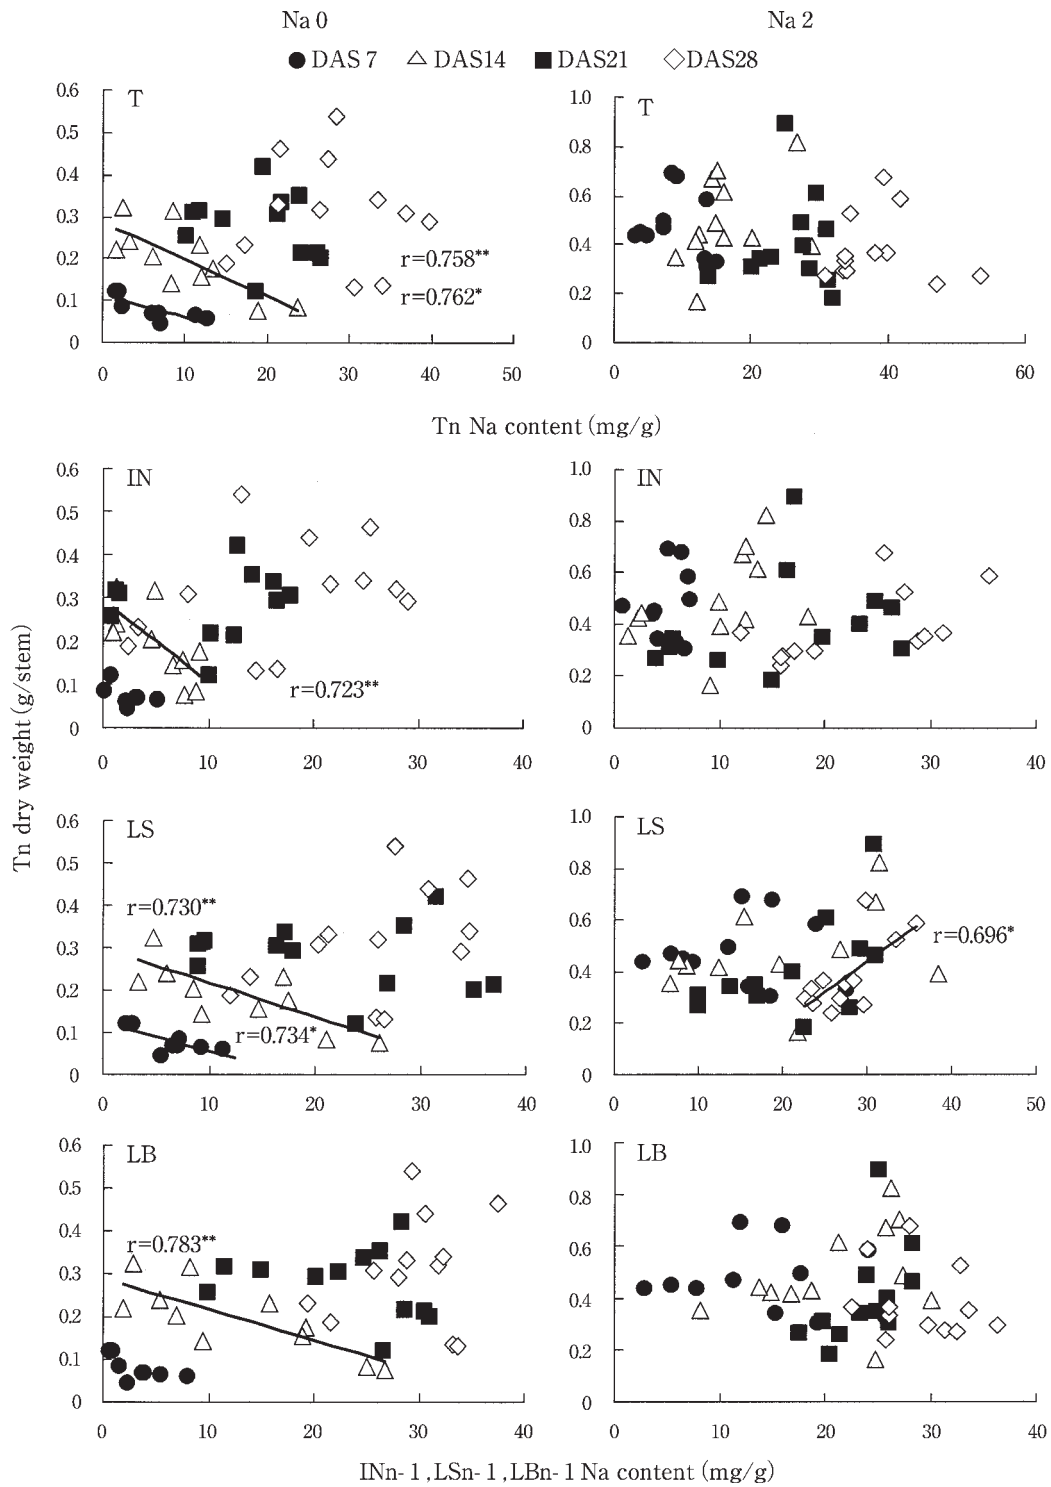 Na 0 Na 2
● DAS 7 △ DAS14 ■ DAS21 ◇DAS28
T
0.6
0.5
0.4
0.3
0.2
0.1
0
r=0.758**
r=0.762*
0 10 20 30 40 50
T
1.0
0.8
0.6
0.4
0.2
0
0 20 40 60
Tn Na content (mg/g)
Tn dry weight (g/stem)
IN
0.6
0.5
0.4
0.3
0.2
0.1
0
r=0.723**
0 10 20 30 40
IN
1.0
0.8
0.6
0.4
0.2
0
0 10 20 30 40
LS
0.6
0.5
0.4
0.3
0.2
0.1
0
r=0.730**
r=0.734*
0 10 20 30 40
LS
1.0
0.8
0.6
0.4
0.2
0
r=0.696*
0 10 20 30 40 50
LB
0.6
0.5
0.4
0.3
0.2
0.1
0
r=0.783**
0 10 20 30 40
LB
1.0
0.8
0.6
0.4
0.2
0
0 10 20 30 40
INn-1,LSn-1,LBn-1 Na content (mg/g)